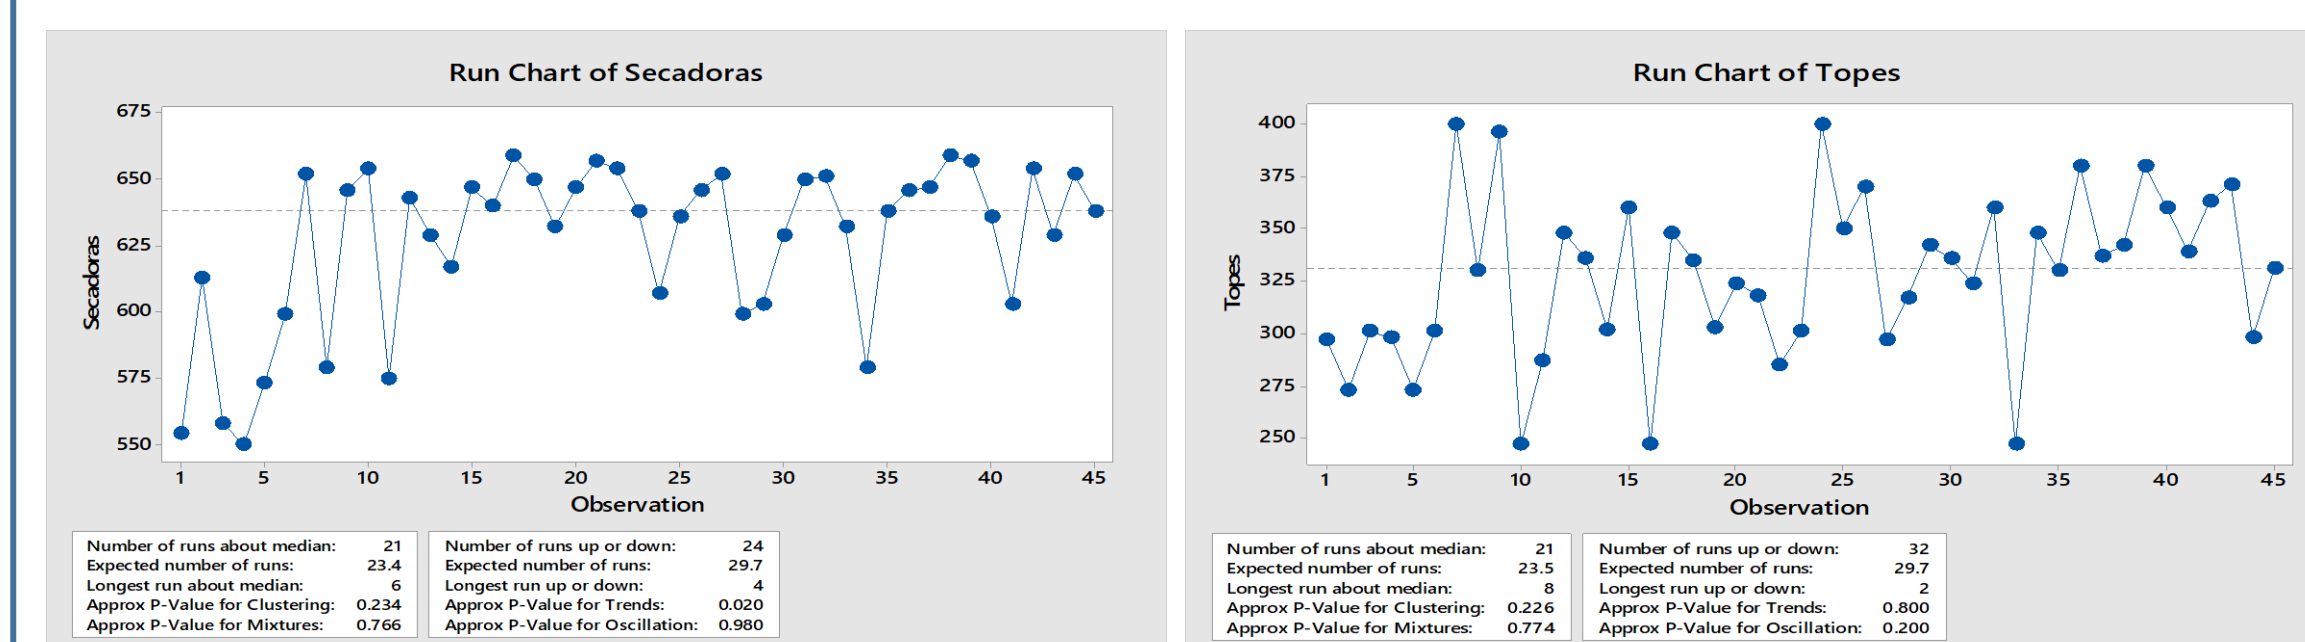 Run Chart of Secadoras
675
650
625
600
575
550
Secadoras
1 5 10 15 20 25 30 35 40 45
Observation
Number of runs about median: 21
Expected number of runs: 23.4
Longest run about median: 6
Approx P-Value for Clustering: 0.234
Approx P-Value for Mixtures: 0.766
Number of runs up or down: 24
Expected number of runs: 29.7
Longest run up or down: 4
Approx P-Value for Trends: 0.020
Approx P-Value for Oscillation: 0.980
Run Chart of Topes
400
375
350
325
300
275
250
Topes
1 5 10 15 20 25 30 35 40 45
Observation
Number of runs about median: 21
Expected number of runs: 23.5
Longest run about median: 8
Approx P-Value for Clustering: 0.226
Approx P-Value for Mixtures: 0.774
Number of runs up or down: 32
Expected number of runs: 29.7
Longest run up or down: 2
Approx P-Value for Trends: 0.800
Approx P-Value for Oscillation: 0.200